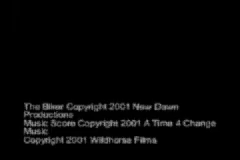 The Biker Copyright 2001 New Dawn
Productions
Music Score Copyright 2001 A Time 4 Change
Music
Copyright 2001 Wildhorse Films